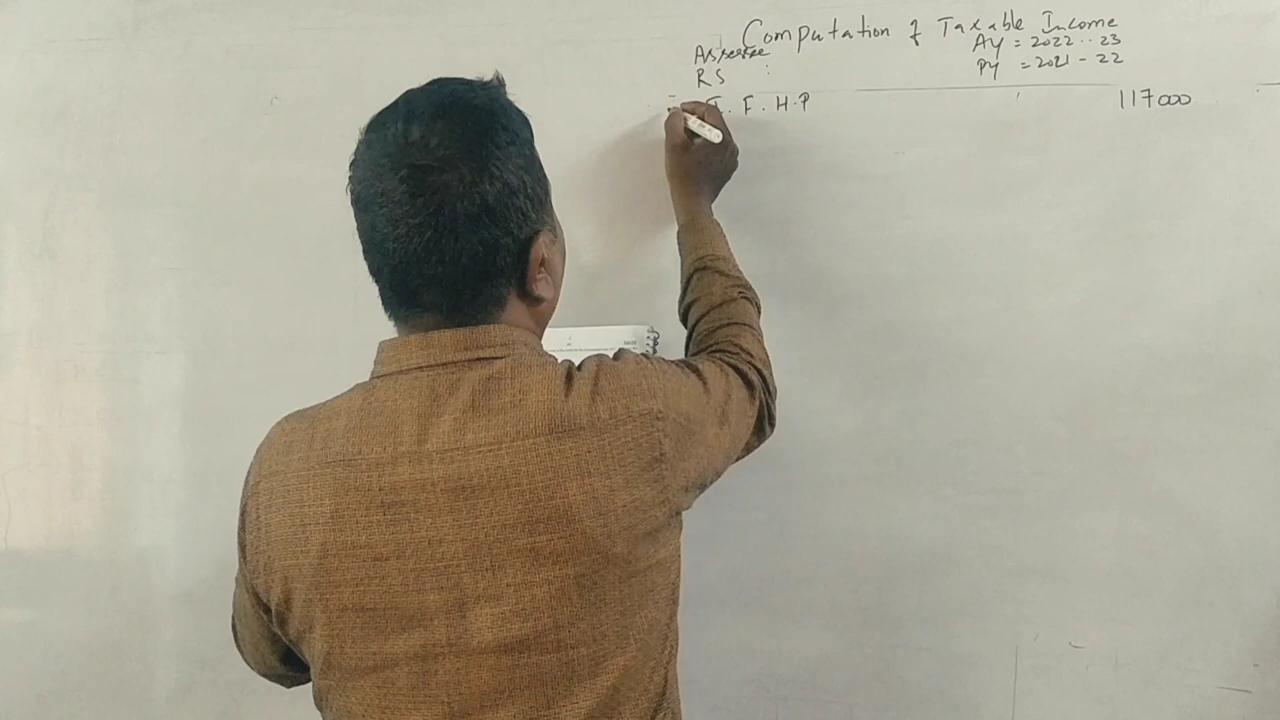 Computation of Taxable Income
Assessee AY = 2022-23
RS : PY = 2021-22
I. F. H.P 117000